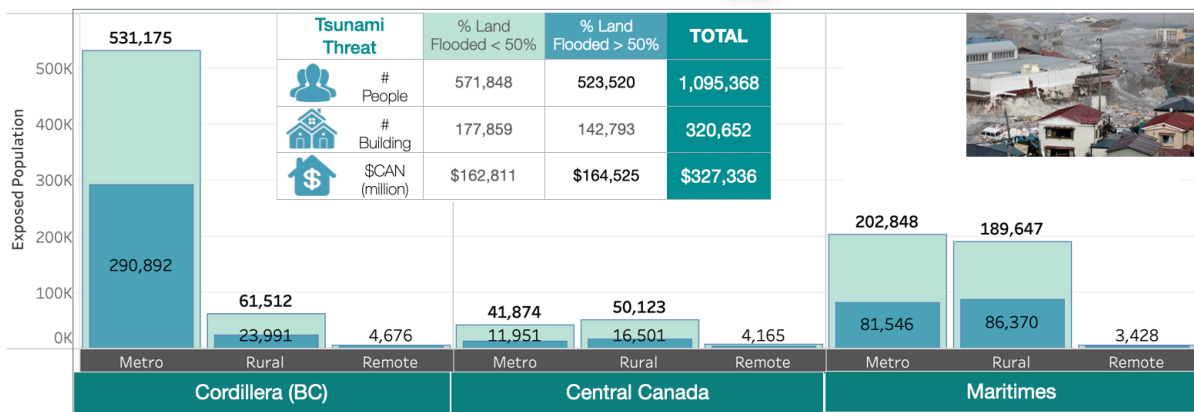 Tsunami
Threat
% Land
Flooded < 50%
% Land
Flooded > 50%
TOTAL
#
People
571,848
523,520
1,095,368
#
Building
177,859
142,793
320,652
$
$CAN
(million)
$162,811
$164,525
$327,336
Exposed Population
500K
400K
300K
200K
100K
0K
531,175
290,892
61,512
23,991
4,676
41,874
11,951
50,123
16,501
4,165
202,848
81,546
189,647
86,370
3,428
Metro
Rural
Remote
Metro
Rural
Remote
Metro
Rural
Remote
Cordillera (BC)
Central Canada
Maritimes